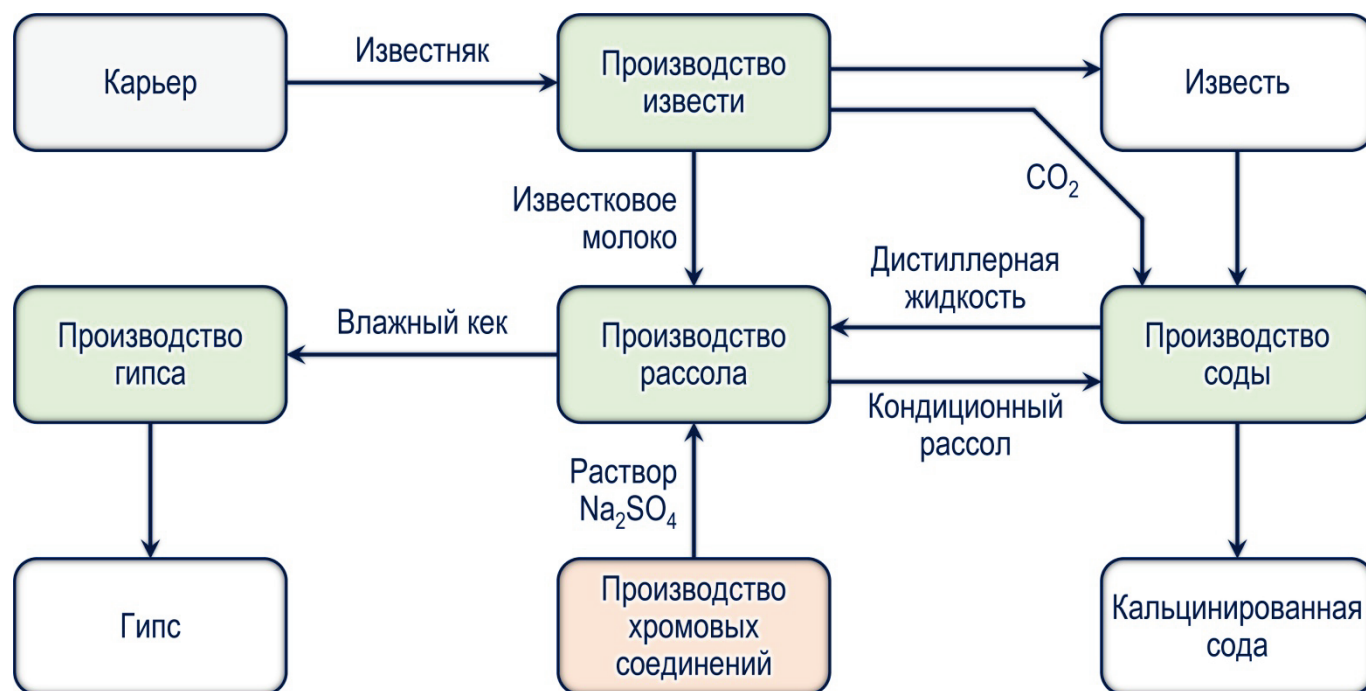 Карьер
Известняк
Производство
извести
Известь
CO₂
Известковое
молоко
Дистиллерная
жидкость
Производство
гипса
Влажный кек
Производство
рассола
Производство
соды
Кондиционный
рассол
Раствор
Na₂SO₄
Гипс
Производство
хромовых
соединений
Кальцинированная
сода